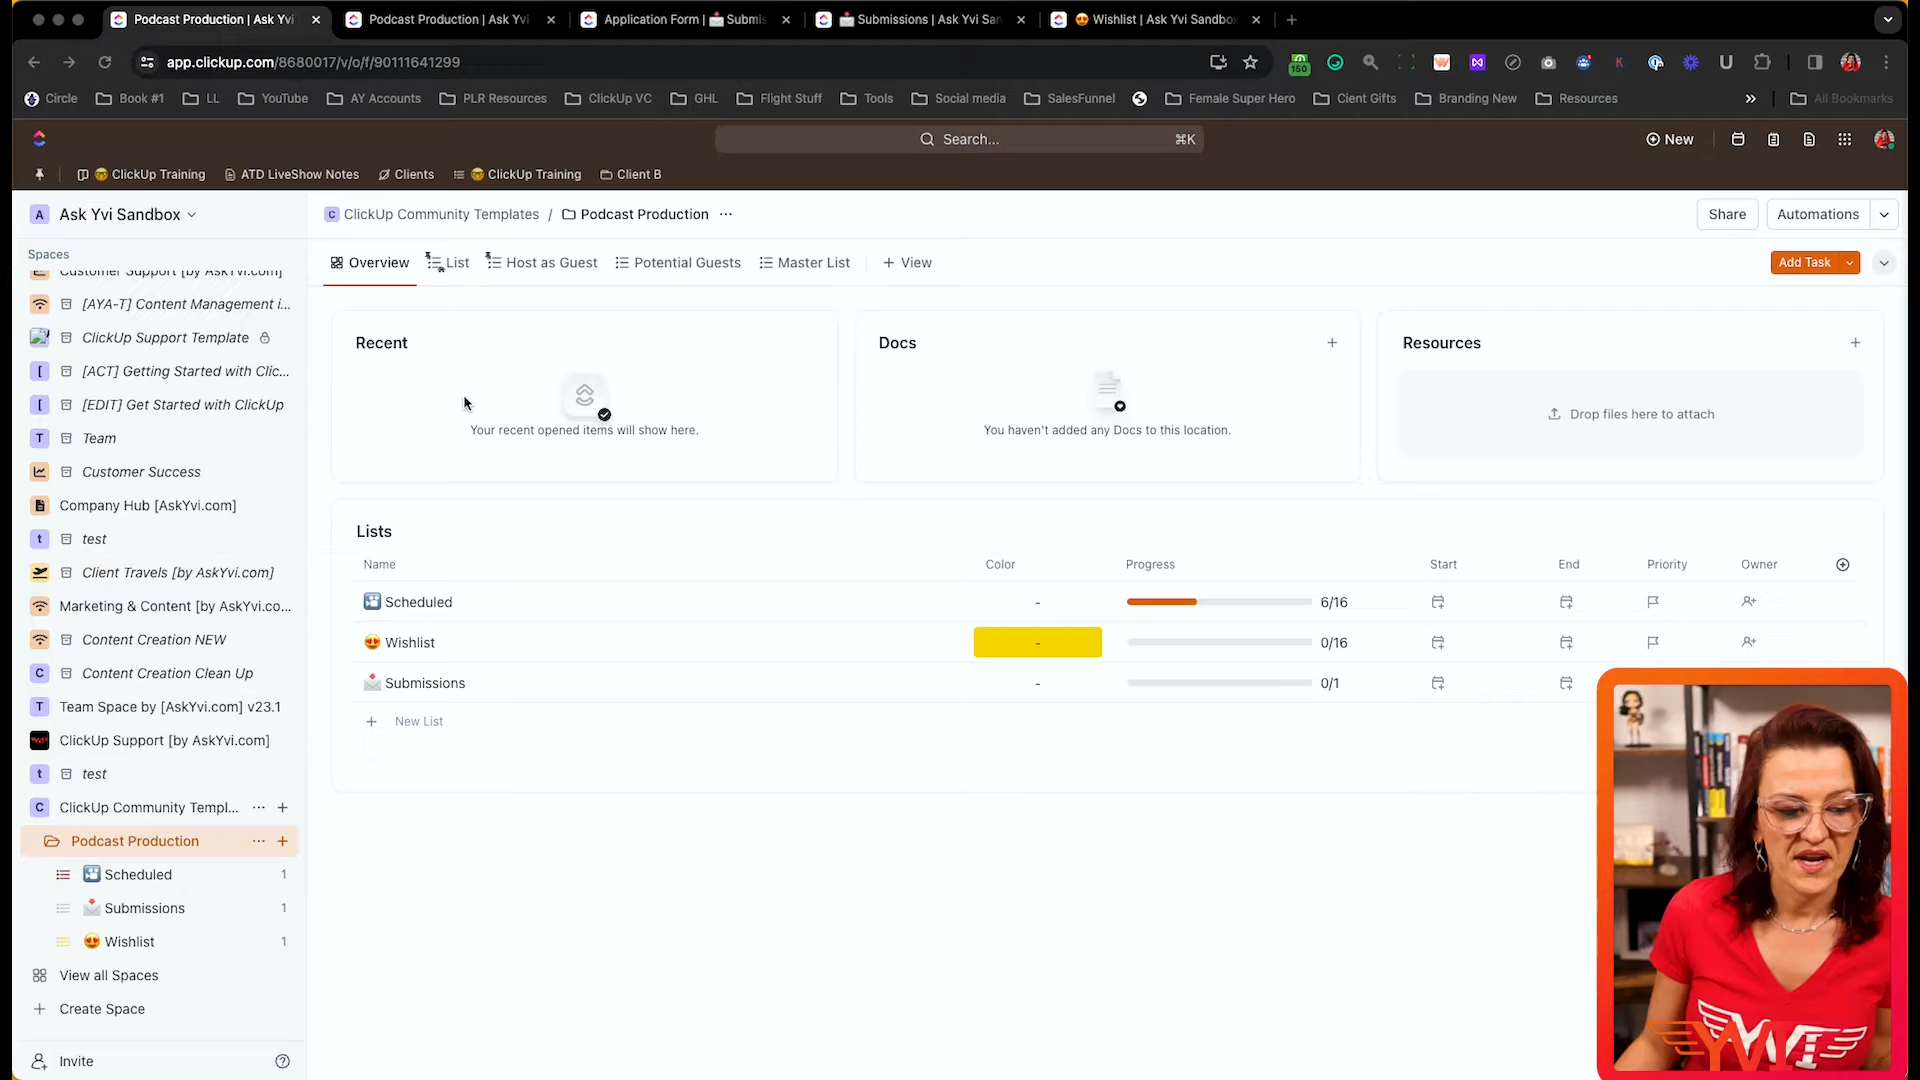 Podcast Production | Ask Yvi
Podcast Production | Ask Yvi
Application Form | 📩 Submis
📩 Submissions | Ask Yvi San
😍 Wishlist | Ask Yvi Sandbox
app.clickup.com/8680017/v/o/f/90111641299
150
Circle
Book #1
LL
YouTube
AY Accounts
PLR Resources
ClickUp VC
GHL
Flight Stuff
Tools
Social media
SalesFunnel
Female Super Hero
Cient Gifts
Branding New
Resources
All Bookmarks
Search...
⌘K
New
🤓 ClickUp Training
ATD LiveShow Notes
Clients
🤓 ClickUp Training
Client B
A Ask Yvi Sandbox
C ClickUp Community Templates / Podcast Production ...
Share
Automations
Spaces
Overview
List
Host as Guest
Potential Guests
Master List
+ View
Add Task
Customer Support [by AskYvi.com]
[AYA-T] Content Management i...
ClickUp Support Template
[ [ACT] Getting Started with Clic...
[ [EDIT] Get Started with ClickUp
T Team
Customer Success
Company Hub [AskYvi.com]
t test
Client Travels [by AskYvi.com]
Marketing & Content [by AskYvi.co...
Content Creation NEW
C Content Creation Clean Up
T Team Space by [AskYvi.com] v23.1
ClickUp Support [by AskYvi.com]
t test
C ClickUp Community Templ... ... +
Podcast Production ... +
Scheduled 1
📩 Submissions 1
😍 Wishlist 1
View all Spaces
+ Create Space
Invite
Recent
Your recent opened items will show here.
Docs
You haven't added any Docs to this location.
Resources
Drop files here to attach
Lists
Name Color Progress Start End Priority Owner
Scheduled - 6/16
😍 Wishlist - 0/16
📩 Submissions - 0/1
+ New List
YVI